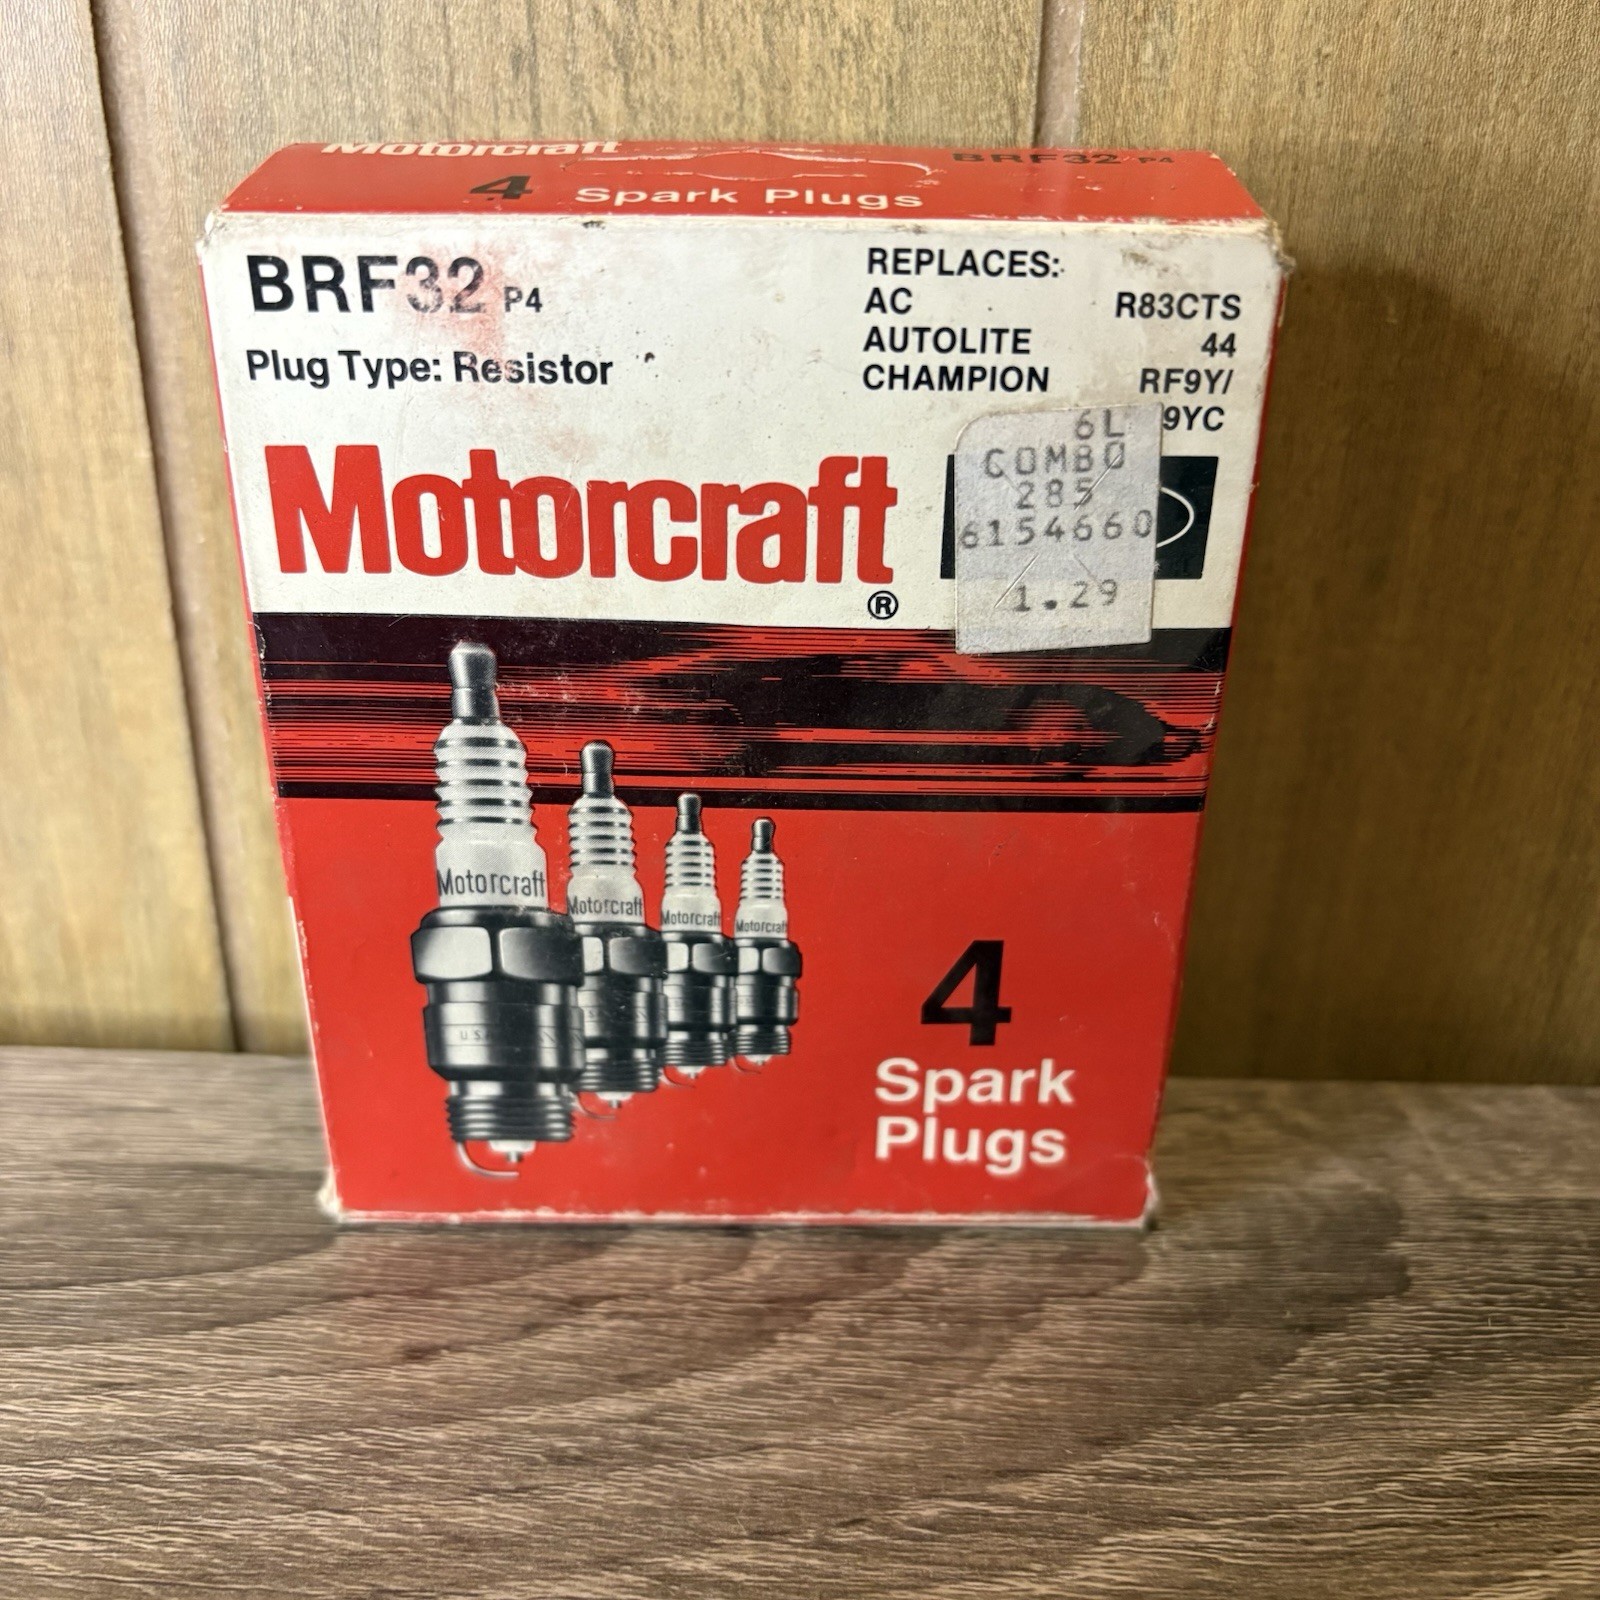 Motorcraft BRF32 P4
4 Spark Plugs
BRF32 P4
Plug Type: Resistor
REPLACES:
AC R83CTS
AUTOLITE 44
CHAMPION RF9Y/
9YC
6L
COMBO
285
6154660
1.29
Motorcraft
®
Motorcraft
Motorcraft
Motorcraft
Motorcraft
U.S.A
4
Spark
Plugs